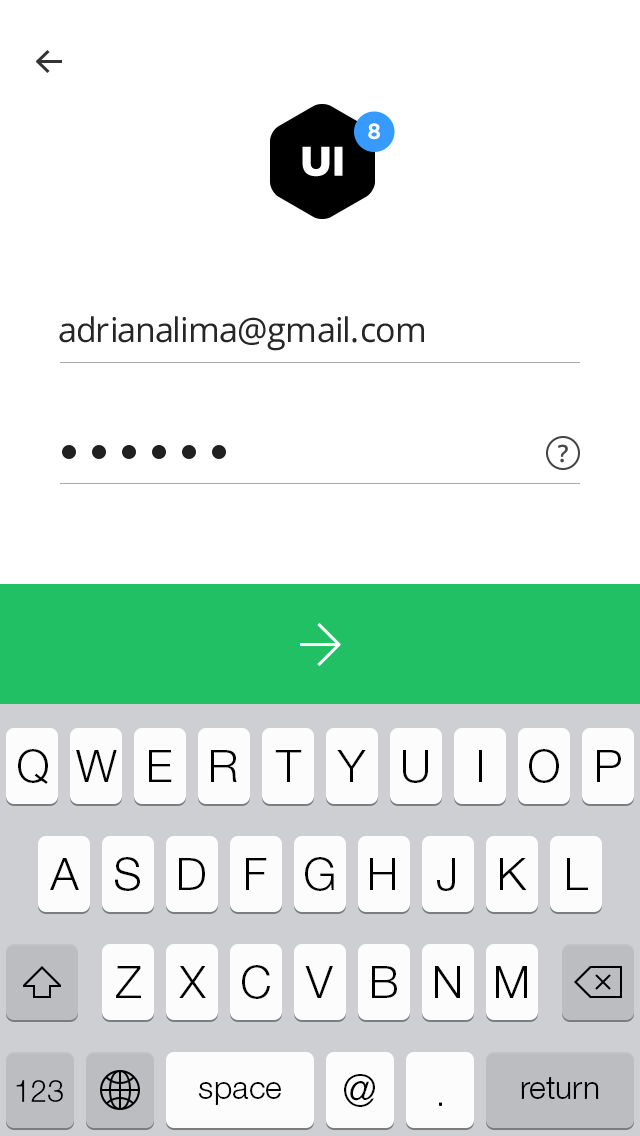 UI 8
adrianalima@gmail.com
?
Q W E R T Y U I O P
A S D F G H J K L
Z X C V B N M
123 space @ . return